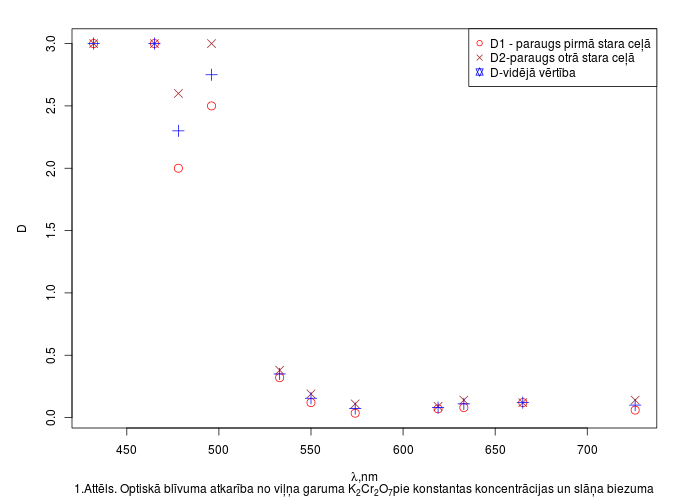 D1 - paraugs pirmā stara ceļā
D2-paraugs otrā stara ceļā
D-vidējā vērtība
3.0
2.5
2.0
1.5
1.0
0.5
0.0
D
450 500 550 600 650 700
λ,nm
1.Attēls. Optiskā blīvuma atkarība no viļņa garuma K₂Cr₂O₇pie konstantas koncentrācijas un slāņa biezuma